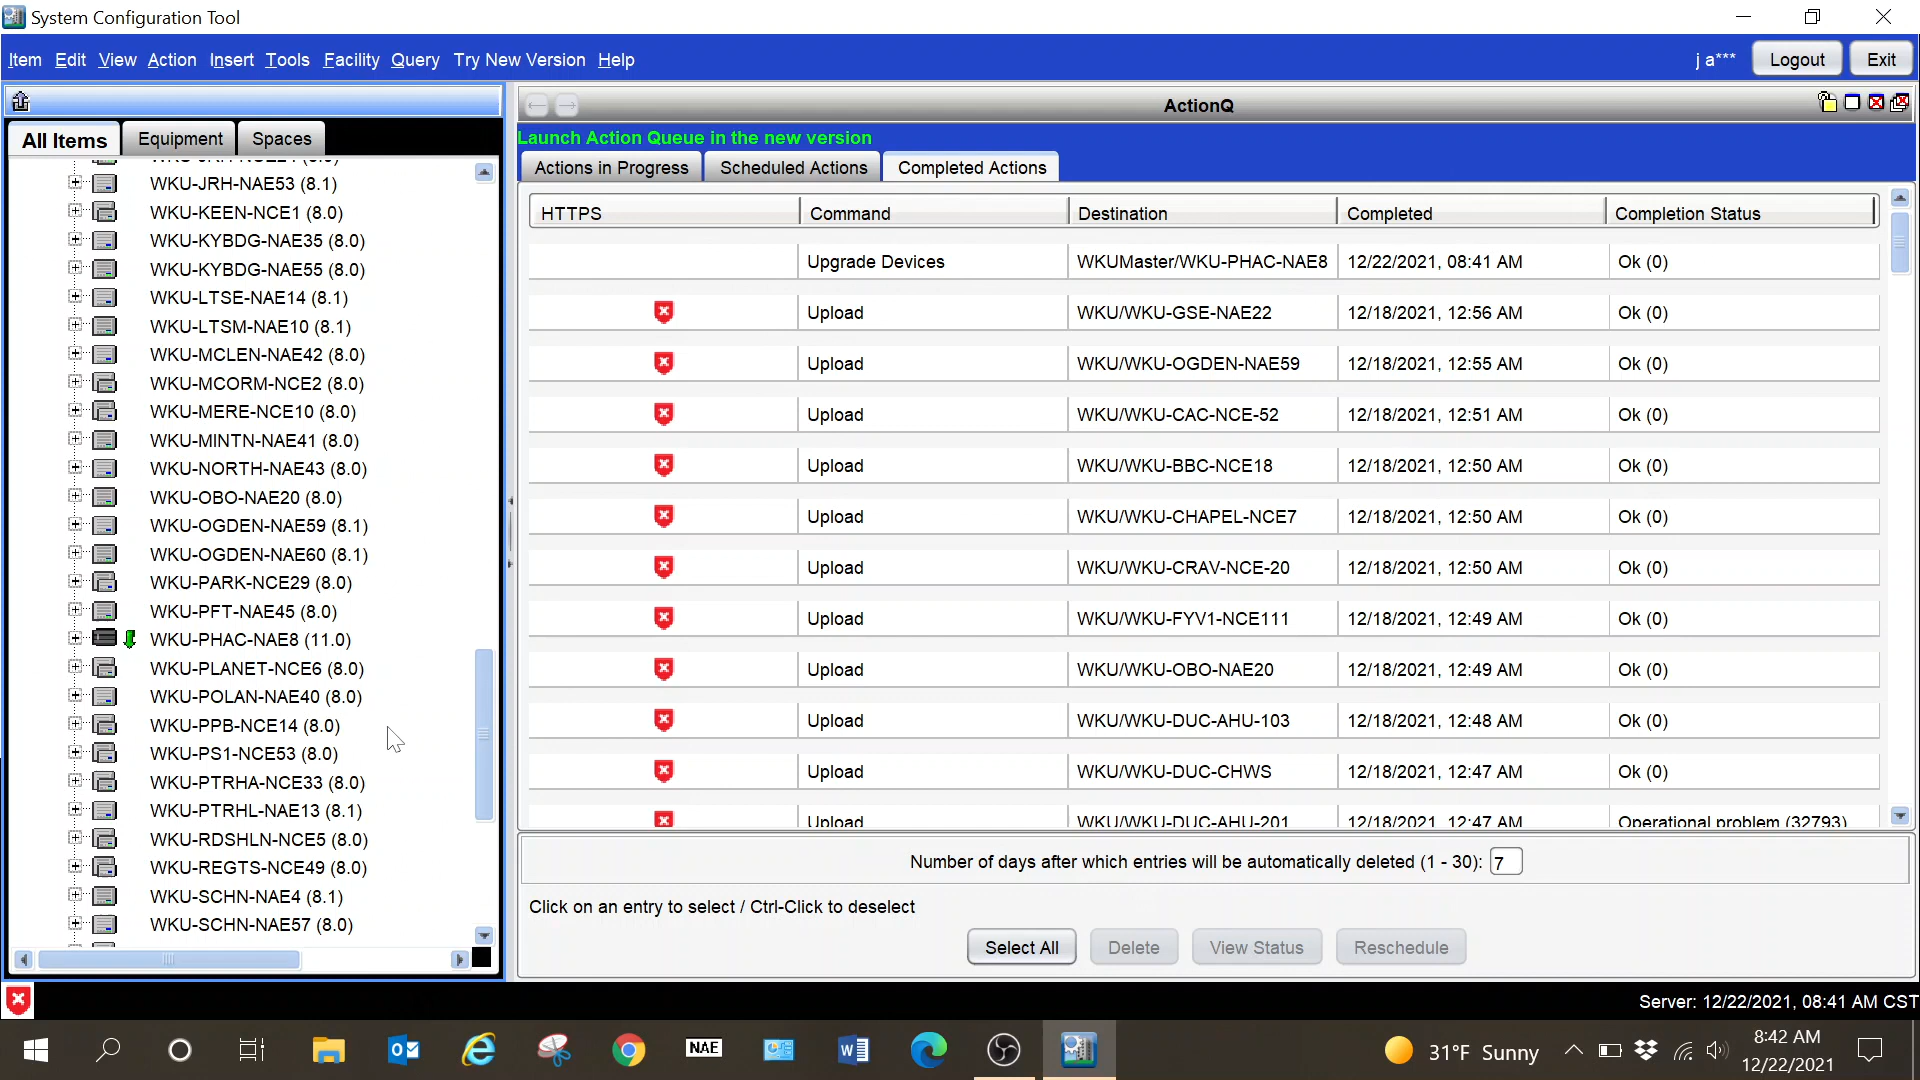 System Configuration Tool
Item Edit View Action Insert Tools Facility Query Try New Version Help
j a*** Logout Exit
All Items Equipment Spaces
WKU-JRH-NAE53 (8.1)
WKU-KEEN-NCE1 (8.0)
WKU-KYBDG-NAE35 (8.0)
WKU-KYBDG-NAE55 (8.0)
WKU-LTSE-NAE14 (8.1)
WKU-LTSM-NAE10 (8.1)
WKU-MCLEN-NAE42 (8.0)
WKU-MCORM-NCE2 (8.0)
WKU-MERE-NCE10 (8.0)
WKU-MINTN-NAE41 (8.0)
WKU-NORTH-NAE43 (8.0)
WKU-OBO-NAE20 (8.0)
WKU-OGDEN-NAE59 (8.1)
WKU-OGDEN-NAE60 (8.1)
WKU-PARK-NCE29 (8.0)
WKU-PFT-NAE45 (8.0)
WKU-PHAC-NAE8 (11.0)
WKU-PLANET-NCE6 (8.0)
WKU-POLAN-NAE40 (8.0)
WKU-PPB-NCE14 (8.0)
WKU-PS1-NCE53 (8.0)
WKU-PTRHA-NCE33 (8.0)
WKU-PTRHL-NAE13 (8.1)
WKU-RDSHLN-NCE5 (8.0)
WKU-REGTS-NCE49 (8.0)
WKU-SCHN-NAE4 (8.1)
WKU-SCHN-NAE57 (8.0)
ActionQ
Launch Action Queue in the new version
Actions in Progress Scheduled Actions Completed Actions
HTTPS Command Destination Completed Completion Status
Upgrade Devices WKUMaster/WKU-PHAC-NAE8 12/22/2021, 08:41 AM Ok (0)
Upload WKU/WKU-GSE-NAE22 12/18/2021, 12:56 AM Ok (0)
Upload WKU/WKU-OGDEN-NAE59 12/18/2021, 12:55 AM Ok (0)
Upload WKU/WKU-CAC-NCE-52 12/18/2021, 12:51 AM Ok (0)
Upload WKU/WKU-BBC-NCE18 12/18/2021, 12:50 AM Ok (0)
Upload WKU/WKU-CHAPEL-NCE7 12/18/2021, 12:50 AM Ok (0)
Upload WKU/WKU-CRAV-NCE-20 12/18/2021, 12:50 AM Ok (0)
Upload WKU/WKU-FYV1-NCE111 12/18/2021, 12:49 AM Ok (0)
Upload WKU/WKU-OBO-NAE20 12/18/2021, 12:49 AM Ok (0)
Upload WKU/WKU-DUC-AHU-103 12/18/2021, 12:48 AM Ok (0)
Upload WKU/WKU-DUC-CHWS 12/18/2021, 12:47 AM Ok (0)
Upload WKU/WKU-DUC-AHU-201 12/18/2021, 12:47 AM Operational problem (32793)
Number of days after which entries will be automatically deleted (1 - 30): 7
Click on an entry to select / Ctrl-Click to deselect
Select All Delete View Status Reschedule
Server: 12/22/2021, 08:41 AM CST
NAE
31°F Sunny
8:42 AM
12/22/2021